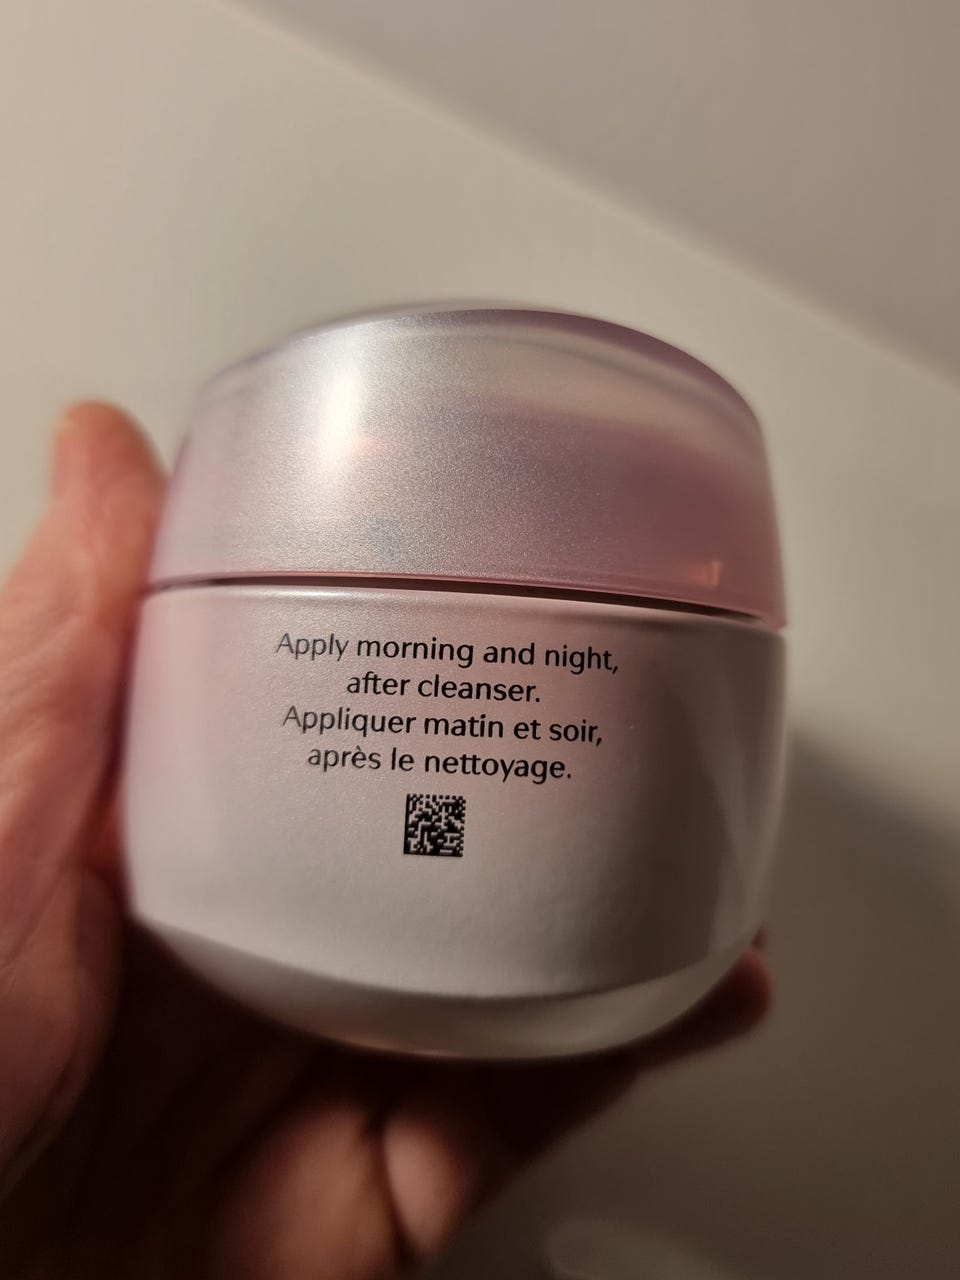 Apply morning and night,
after cleanser.
Appliquer matin et soir,
après le nettoyage.